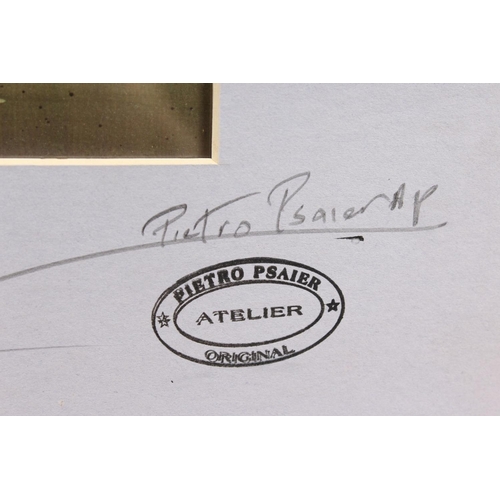 Pietro Psaier AP
PIETRO PSAIER
ATELIER
ORIGINAL